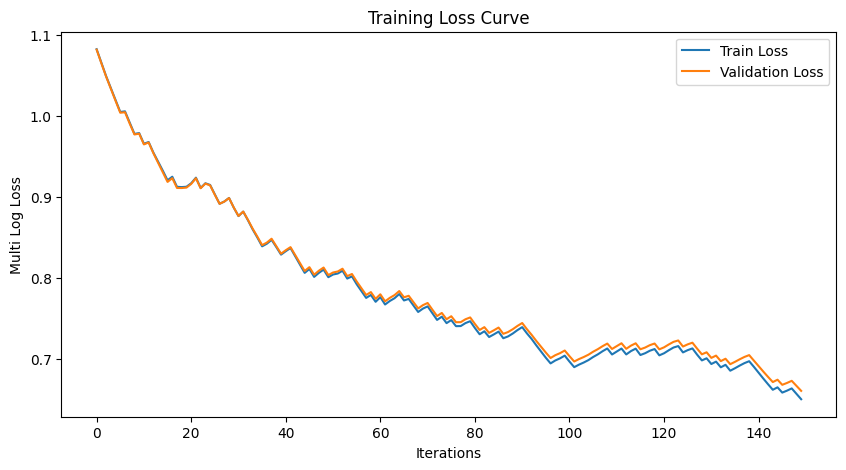 Training Loss Curve
Multi Log Loss
1.1
1.0
0.9
0.8
0.7
Train Loss
Validation Loss
0 20 40 60 80 100 120 140
Iterations